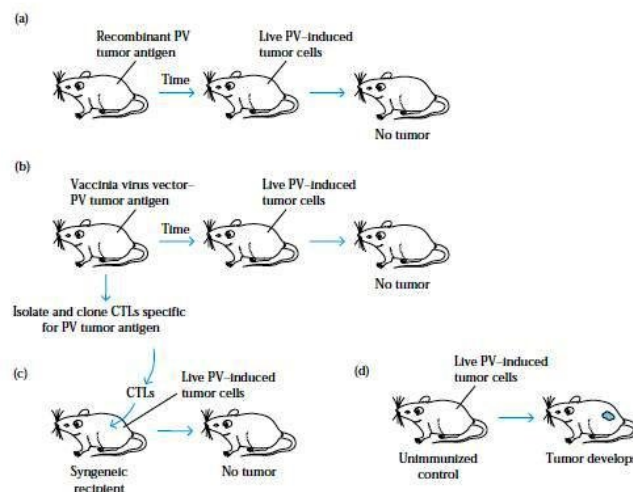 (a)
Recombinant PV
tumor antigen
Live PV–induced
tumor cells
Time
No tumor
(b)
Vaccinia virus vector–
PV tumor antigen
Live PV–induced
tumor cells
Time
No tumor
Isolate and clone CTLs specific
for PV tumor antigen
(c)
CTLs
Live PV–induced
tumor cells
Syngeneic
recipient
No tumor
(d)
Live PV–induced
tumor cells
Unimmunized
control
Tumor develops